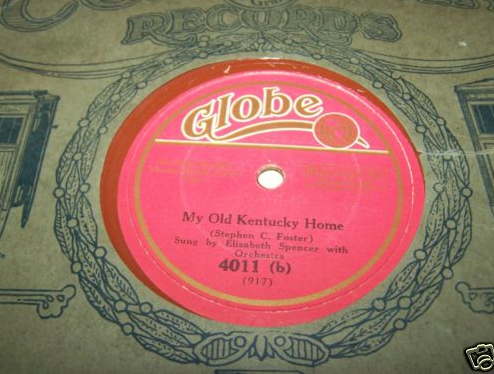 RECORDS
Globe
My Old Kentucky Home
(Stephen C. Foster)
Sung by Elizabeth Spencer with
Orchestra
4011 (b)
(917)